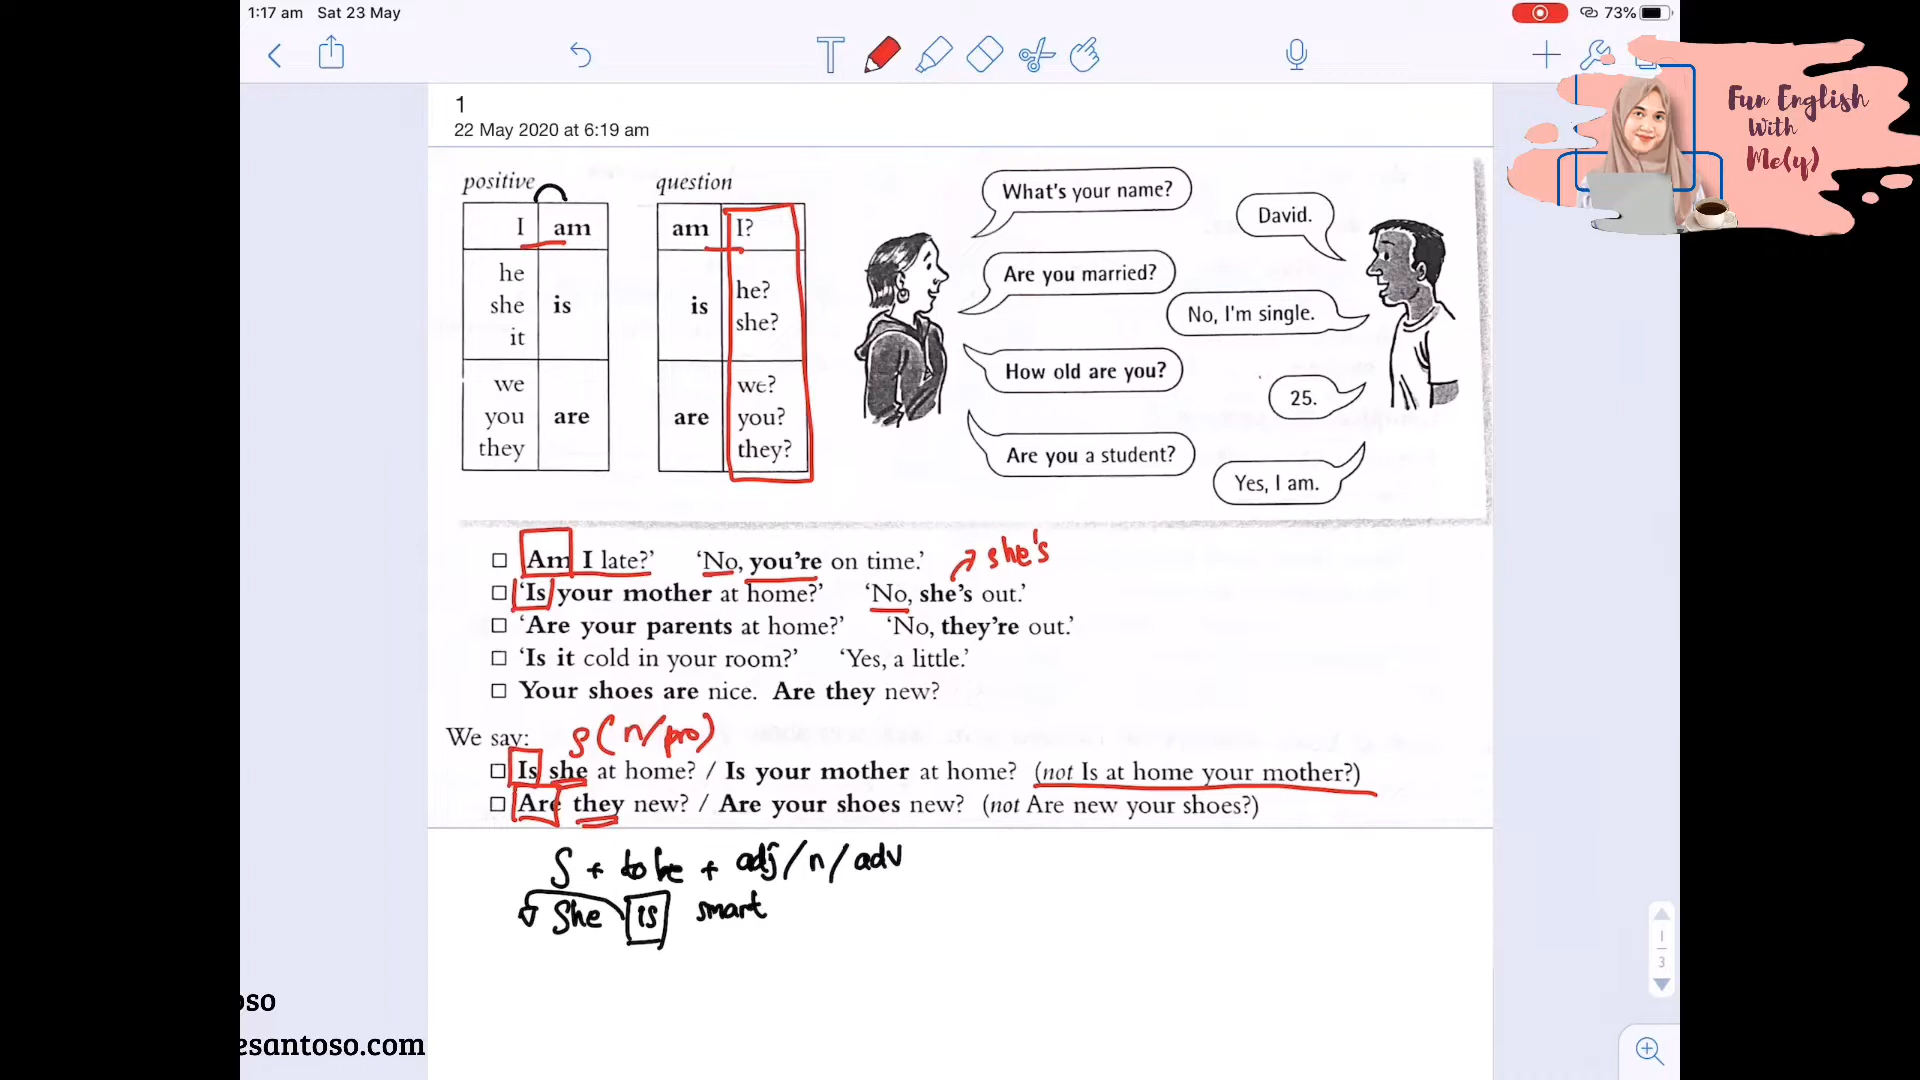 1:17 am Sat 23 May
73%
Fun English
With
Me(y)
1
22 May 2020 at 6:19 am
positive
I am
he
she is
it
we
you are
they
question
am I?
is he?
she?
we?
are you?
they?
What's your name?
David.
Are you married?
No, I'm single.
How old are you?
25.
Are you a student?
Yes, I am.
she's
Am I late?’ ‘No, you're on time.’
‘Is your mother at home?’ ‘No, she's out.’
‘Are your parents at home?’ ‘No, they're out.’
‘Is it cold in your room?’ ‘Yes, a little.’
Your shoes are nice. Are they new?
S (n/pro)
We say:
Is she at home? / Is your mother at home? (not Is at home your mother?)
Are they new? / Are your shoes new? (not Are new your shoes?)
S + to be + adj/n/adv
She is smart
oso
esantoso.com
1
3